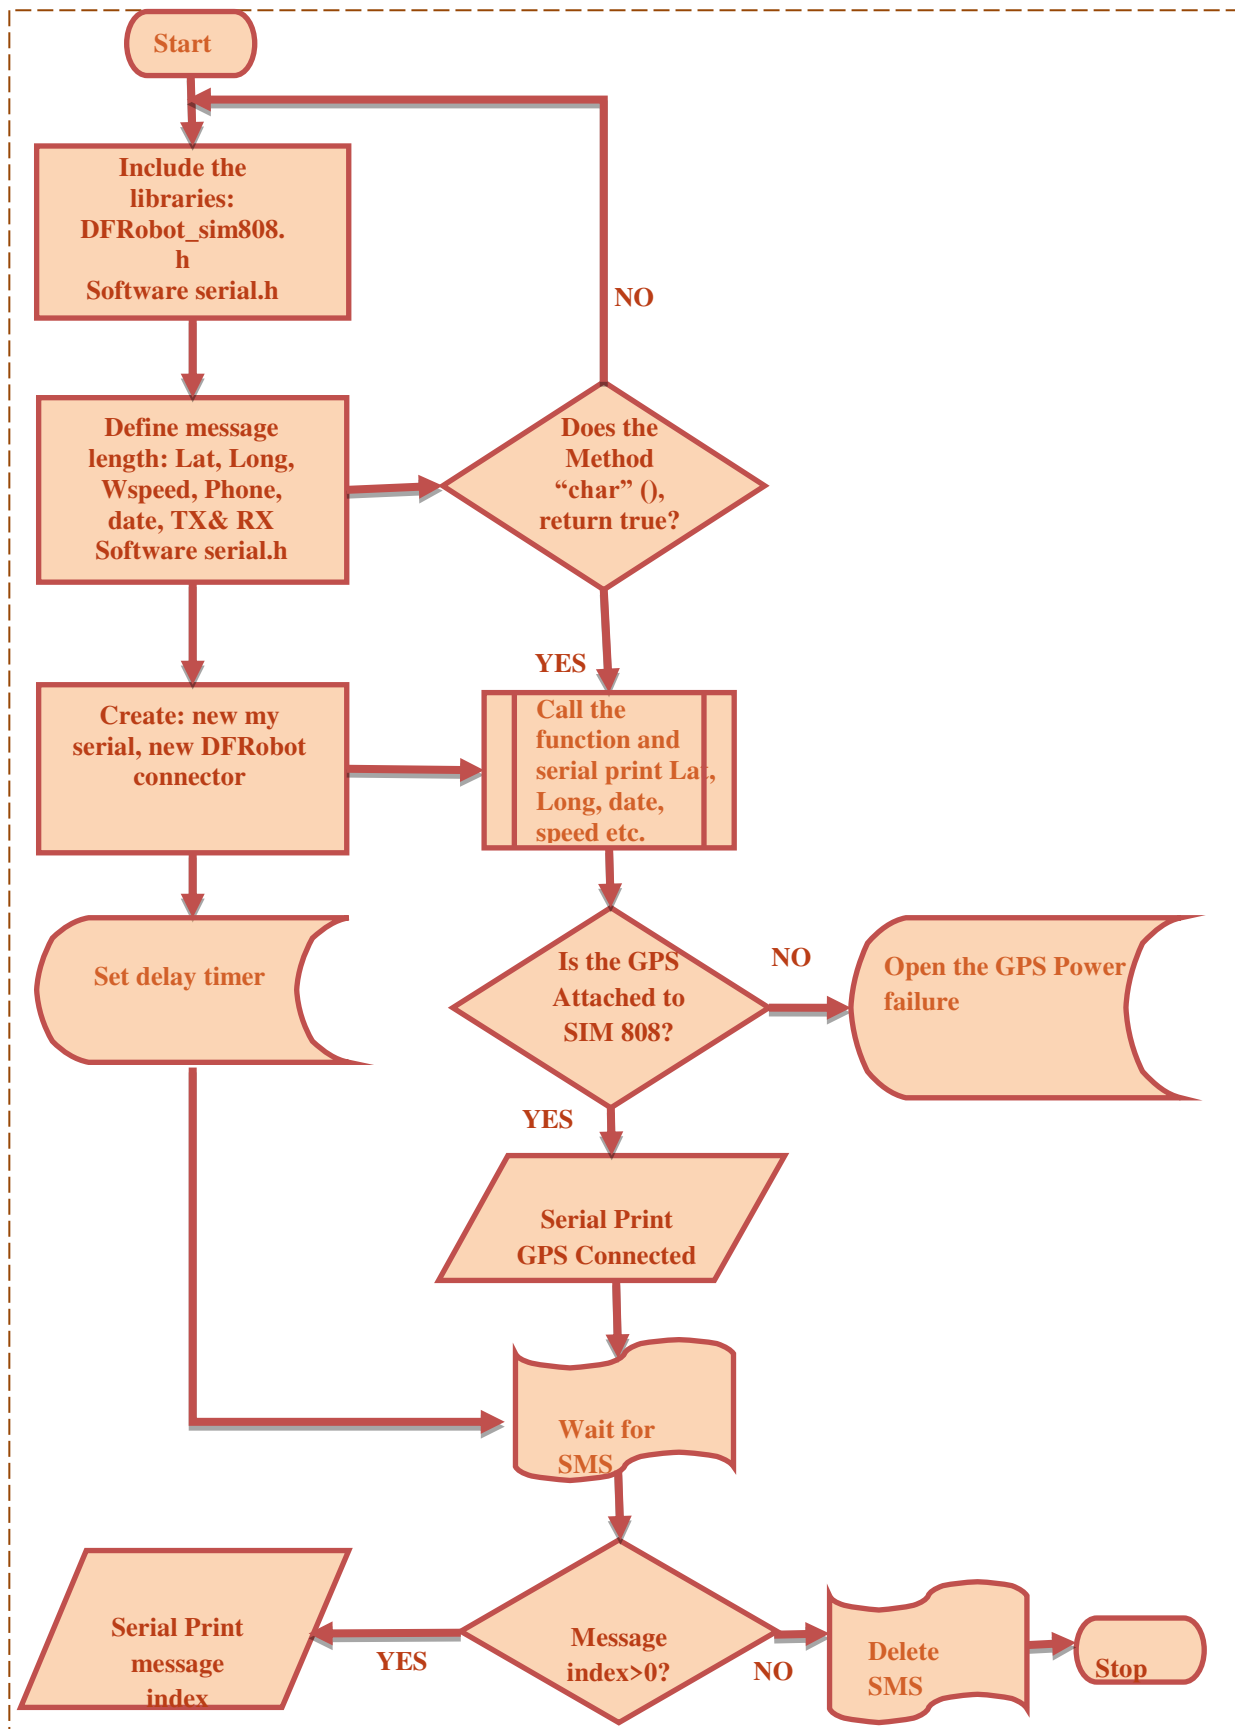 Start
Include the
libraries:
DFRobot_sim808.
h
Software serial.h
NO
Define message
length: Lat, Long,
Wspeed, Phone,
date, TX& RX
Software serial.h
Does the
Method
“char” (),
return true?
YES
Create: new my
serial, new DFRobot
connector
Call the
function and
serial print Lat,
Long, date,
speed etc.
Set delay timer
Is the GPS
Attached to
SIM 808?
NO
Open the GPS Power
failure
YES
Serial Print
GPS Connected
Wait for
SMS
Serial Print
message
index
YES
Message
index>0?
NO
Delete
SMS
Stop